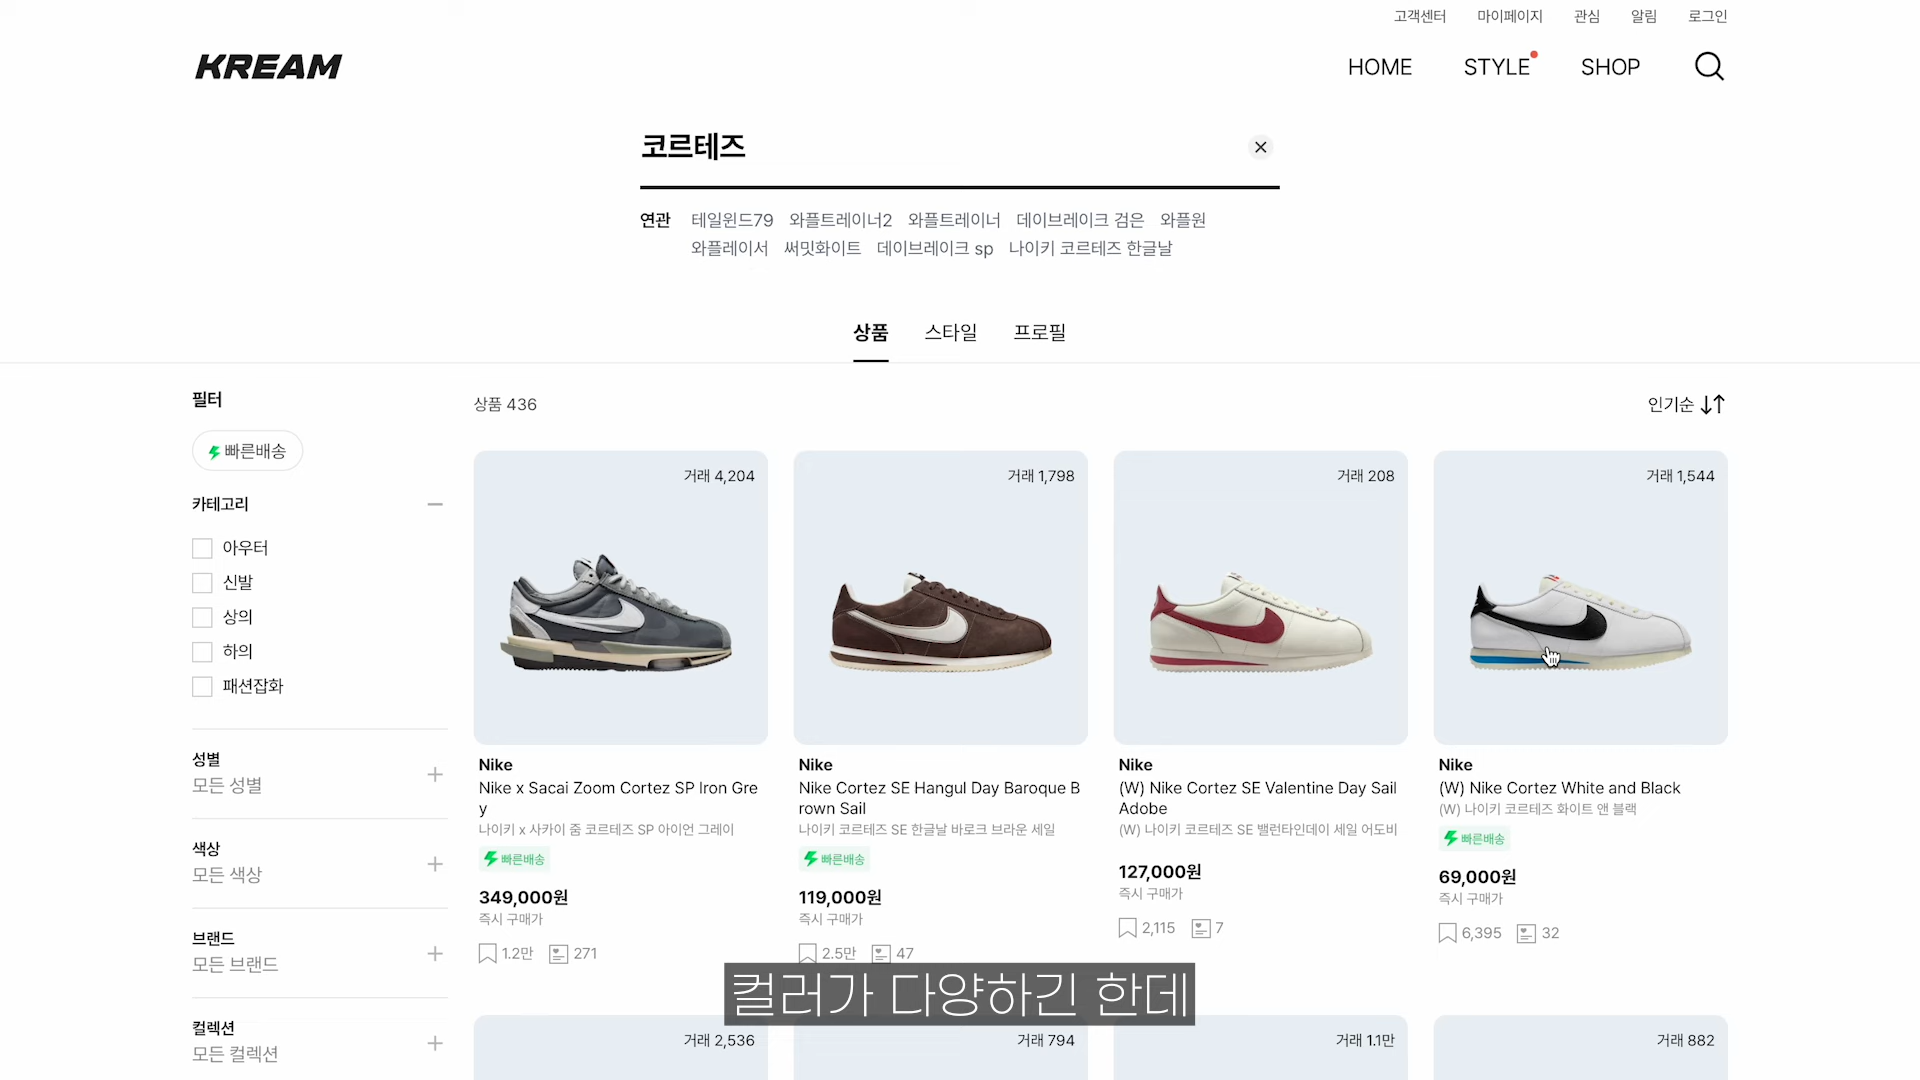 고객센터 마이페이지 관심 알림 로그인
KREAM
HOME STYLE SHOP
코르테즈
연관 테일윈드79 와플트레이너2 와플트레이너 데이브레이크 검은 와플원
와플레이서 써밋화이트 데이브레이크 sp 나이키 코르테즈 한글날
상품 스타일 프로필
필터
빠른배송
카테고리
아우터
신발
상의
하의
패션잡화
성별
모든 성별
색상
모든 색상
브랜드
모든 브랜드
컬렉션
모든 컬렉션
상품 436
인기순
거래 4,204
Nike
Nike x Sacai Zoom Cortez SP Iron Gre
y
나이키 x 사카이 줌 코르테즈 SP 아이언 그레이
빠른배송
349,000원
즉시 구매가
1.2만 271
거래 1,798
Nike
Nike Cortez SE Hangul Day Baroque B
rown Sail
나이키 코르테즈 SE 한글날 바로크 브라운 세일
빠른배송
119,000원
즉시 구매가
2.5만 47
거래 208
Nike
(W) Nike Cortez SE Valentine Day Sail
Adobe
(W) 나이키 코르테즈 SE 밸런타인데이 세일 어도비
127,000원
즉시 구매가
2,115 7
거래 1,544
Nike
(W) Nike Cortez White and Black
(W) 나이키 코르테즈 화이트 앤 블랙
빠른배송
69,000원
즉시 구매가
6,395 32
컬러가 다양하긴 한데
거래 2,536
거래 794
거래 1.1만
거래 882